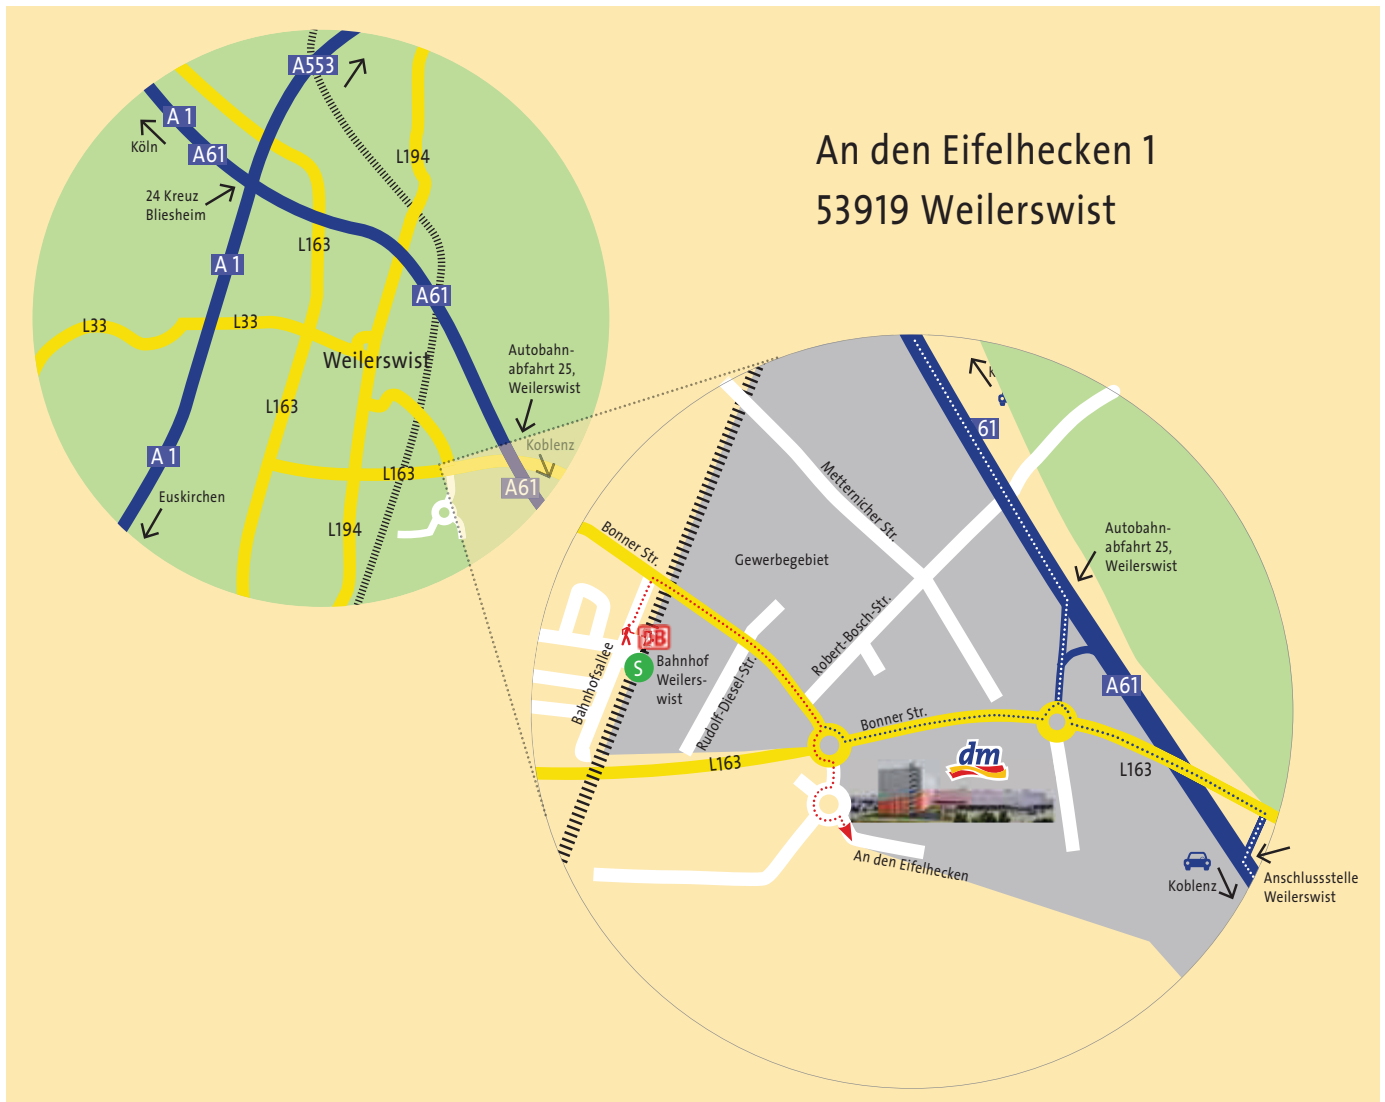 An den Eifelhecken 1
53919 Weilerswist
A553
A 1
Köln
A61
L194
24 Kreuz
Bliesheim
L163
A 1
A61
L33
L33
Weilerswist
Autobahn-
abfahrt 25,
Weilerswist
L163
Koblenz
A 1
L163
A61
Euskirchen
L194
K
61
Metternicher Str.
Bonner Str.
Gewerbegebiet
Autobahn-
abfahrt 25,
Weilerswist
Robert-Bosch-Str.
DB
S
Bahnhof
Weilers-
wist
Bahnhofsallee
Rudolf-Diesel-Str.
A61
Bonner Str.
dm
L163
L163
An den Eifelhecken
Koblenz
Anschlussstelle
Weilerswist